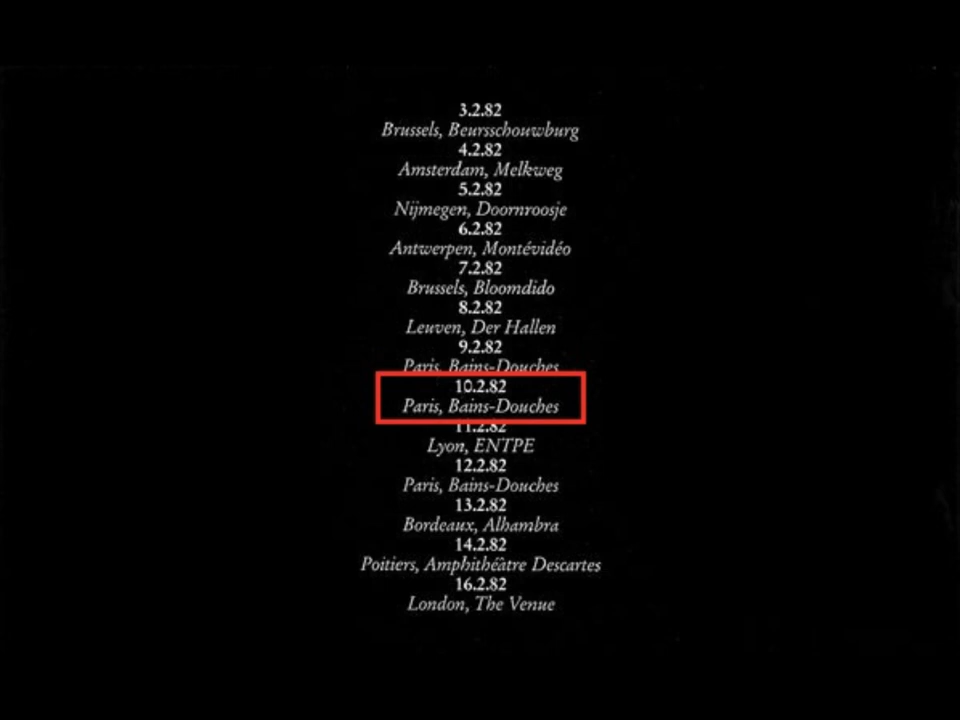 3.2.82
Brussels, Beursschouwburg
4.2.82
Amsterdam, Melkweg
5.2.82
Nijmegen, Doornroosje
6.2.82
Antwerpen, Montévidéo
7.2.82
Brussels, Bloomdido
8.2.82
Leuven, Der Hallen
9.2.82
Paris, Bains-Douches
10.2.82
Paris, Bains-Douches
11.2.82
Lyon, ENTPE
12.2.82
Paris, Bains-Douches
13.2.82
Bordeaux, Alhambra
14.2.82
Poitiers, Amphithéâtre Descartes
16.2.82
London, The Venue